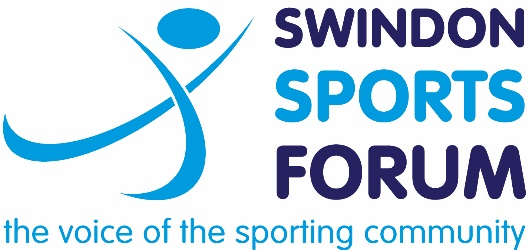 SWINDON
SPORTS
FORUM
the voice of the sporting community